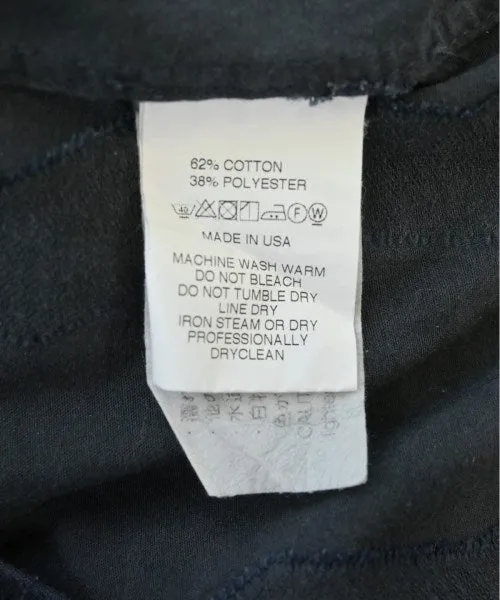 62% COTTON
38% POLYESTER
40 F W
MADE IN USA
MACHINE WASH WARM
DO NOT BLEACH
DO NOT TUMBLE DRY
LINE DRY
IRON STEAM OR DRY
PROFESSIONALLY
DRYCLEAN